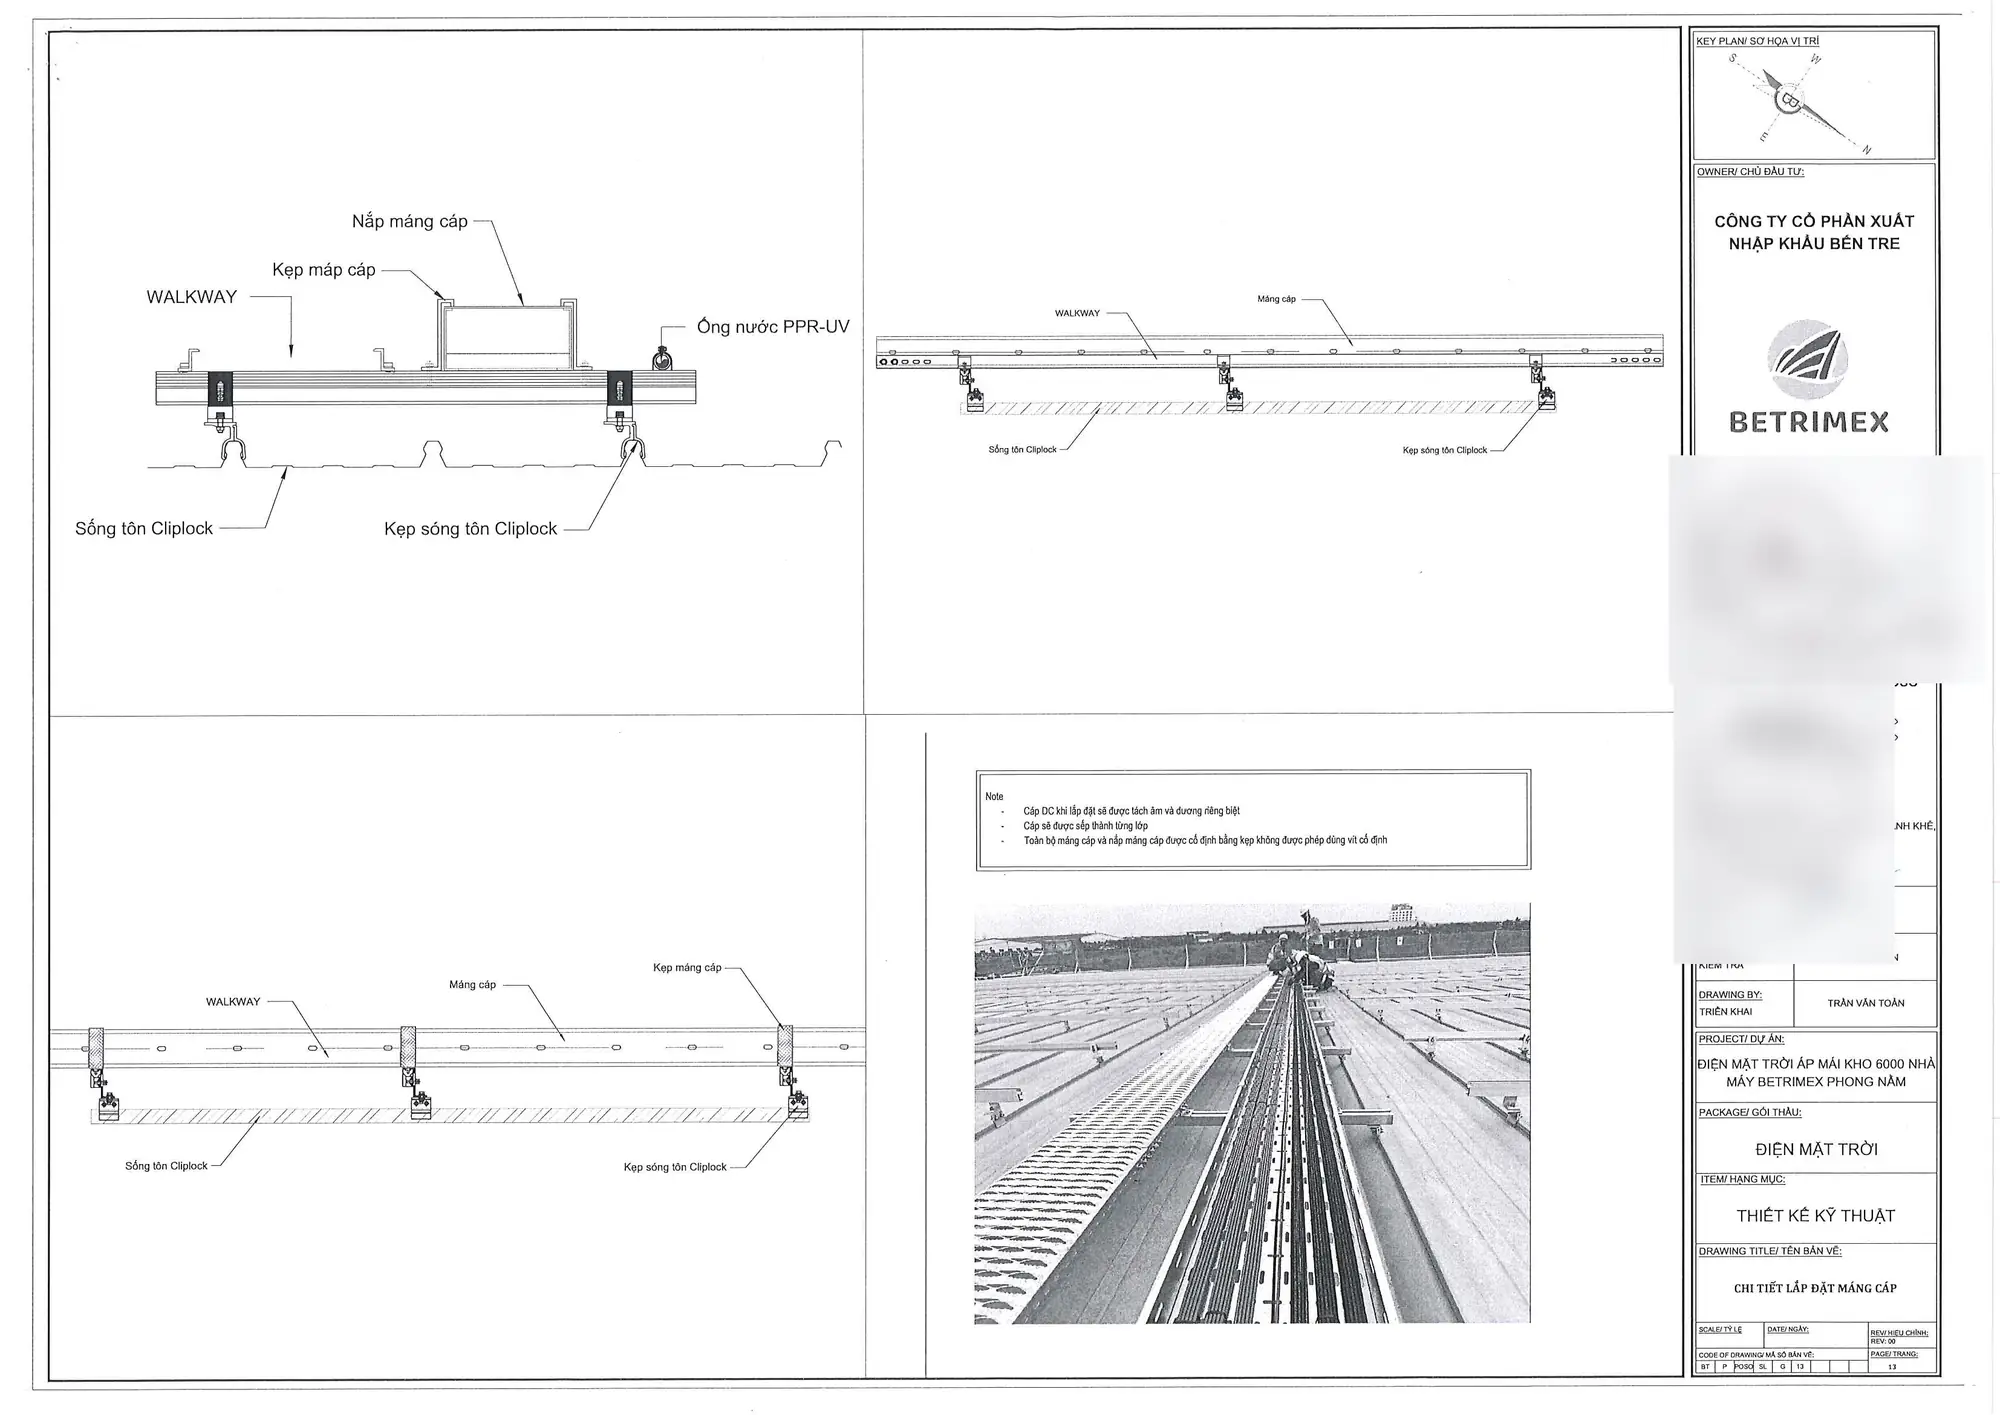 Nắp máng cáp
Kẹp máp cáp
WALKWAY
Ống nước PPR-UV
Sống tôn Cliplock
Kẹp sóng tôn Cliplock
Máng cáp
WALKWAY
Sống tôn Cliplock
Kẹp sóng tôn Cliplock
Kẹp máng cáp
Máng cáp
WALKWAY
Sống tôn Cliplock
Kẹp sóng tôn Cliplock
Note
- Cáp DC khi lắp đặt sẽ được tách âm và dương riêng biệt
- Cáp sẽ được sếp thành từng lớp
- Toàn bộ máng cáp và nắp máng cáp được cố định bằng kẹp không được phép dùng vít cố định
KEY PLAN/ SƠ HỌA VỊ TRÍ
S
W
E
N
OWNER/ CHỦ ĐẦU TƯ:
CÔNG TY CỔ PHẦN XUẤT
NHẬP KHẨU BẾN TRE
BETRIMEX
NH KHÊ,
KIỂM TRA
DRAWING BY:
TRIỂN KHAI
TRẦN VĂN TOÀN
PROJECT/ DỰ ÁN:
ĐIỆN MẶT TRỜI ÁP MÁI KHO 6000 NHÀ
MÁY BETRIMEX PHONG NẪM
PACKAGE/ GÓI THẦU:
ĐIỆN MẶT TRỜI
ITEM/ HẠNG MỤC:
THIẾT KẾ KỸ THUẬT
DRAWING TITLE/ TÊN BẢN VẼ:
CHI TIẾT LẮP ĐẶT MÁNG CÁP
SCALE/ TỶ LỆ
DATE/ NGÀY:
REV/ HIỆU CHỈNH:
REV: 00
CODE OF DRAWING/ MÃ SỐ BẢN VẼ:
PAGE/ TRANG:
BT P POSO SL G 13
13